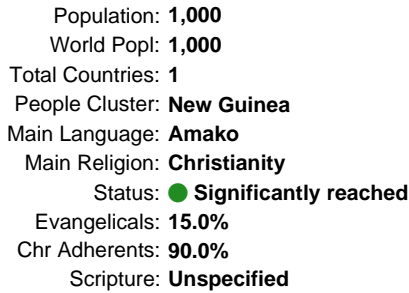 Population: 1,000
World Popl: 1,000
Total Countries: 1
People Cluster: New Guinea
Main Language: Amako
Main Religion: Christianity
Status: Significantly reached
Evangelicals: 15.0%
Chr Adherents: 90.0%
Scripture: Unspecified